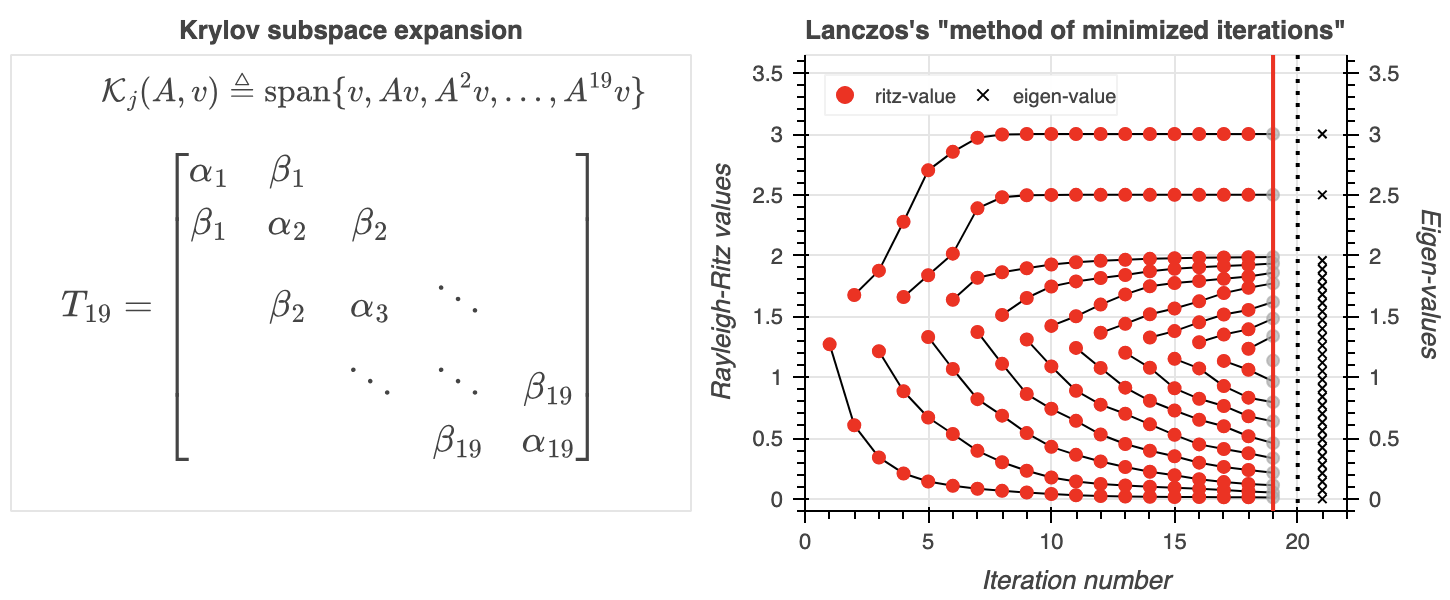 Krylov subspace expansion
𝒦ⱼ(A, v) ≜ span{v, Av, A²v, …, A¹⁹v}
α₁ β₁
β₁ α₂ β₂
T₁₉ = β₂ α₃ ⋱
⋱ ⋱ β₁₉
β₁₉ α₁₉
Lanczos's "method of minimized iterations"
ritz-value eigen-value
Rayleigh-Ritz values
3.5
3
2.5
2
1.5
1
0.5
0
0 5 10 15 20
Iteration number
3.5
3
2.5
2
1.5
1
0.5
0
Eigen-values